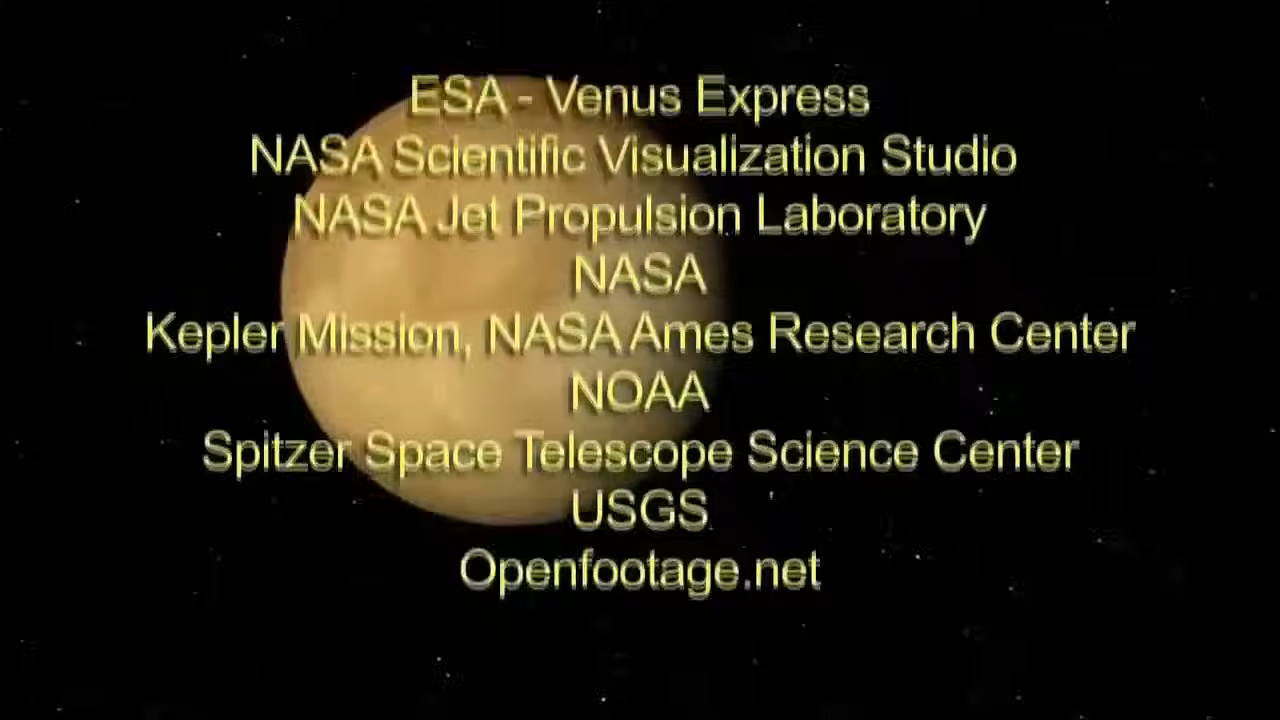 ESA - Venus Express
NASA Scientific Visualization Studio
NASA Jet Propulsion Laboratory
NASA
Kepler Mission, NASA Ames Research Center
NOAA
Spitzer Space Telescope Science Center
USGS
Openfootage.net